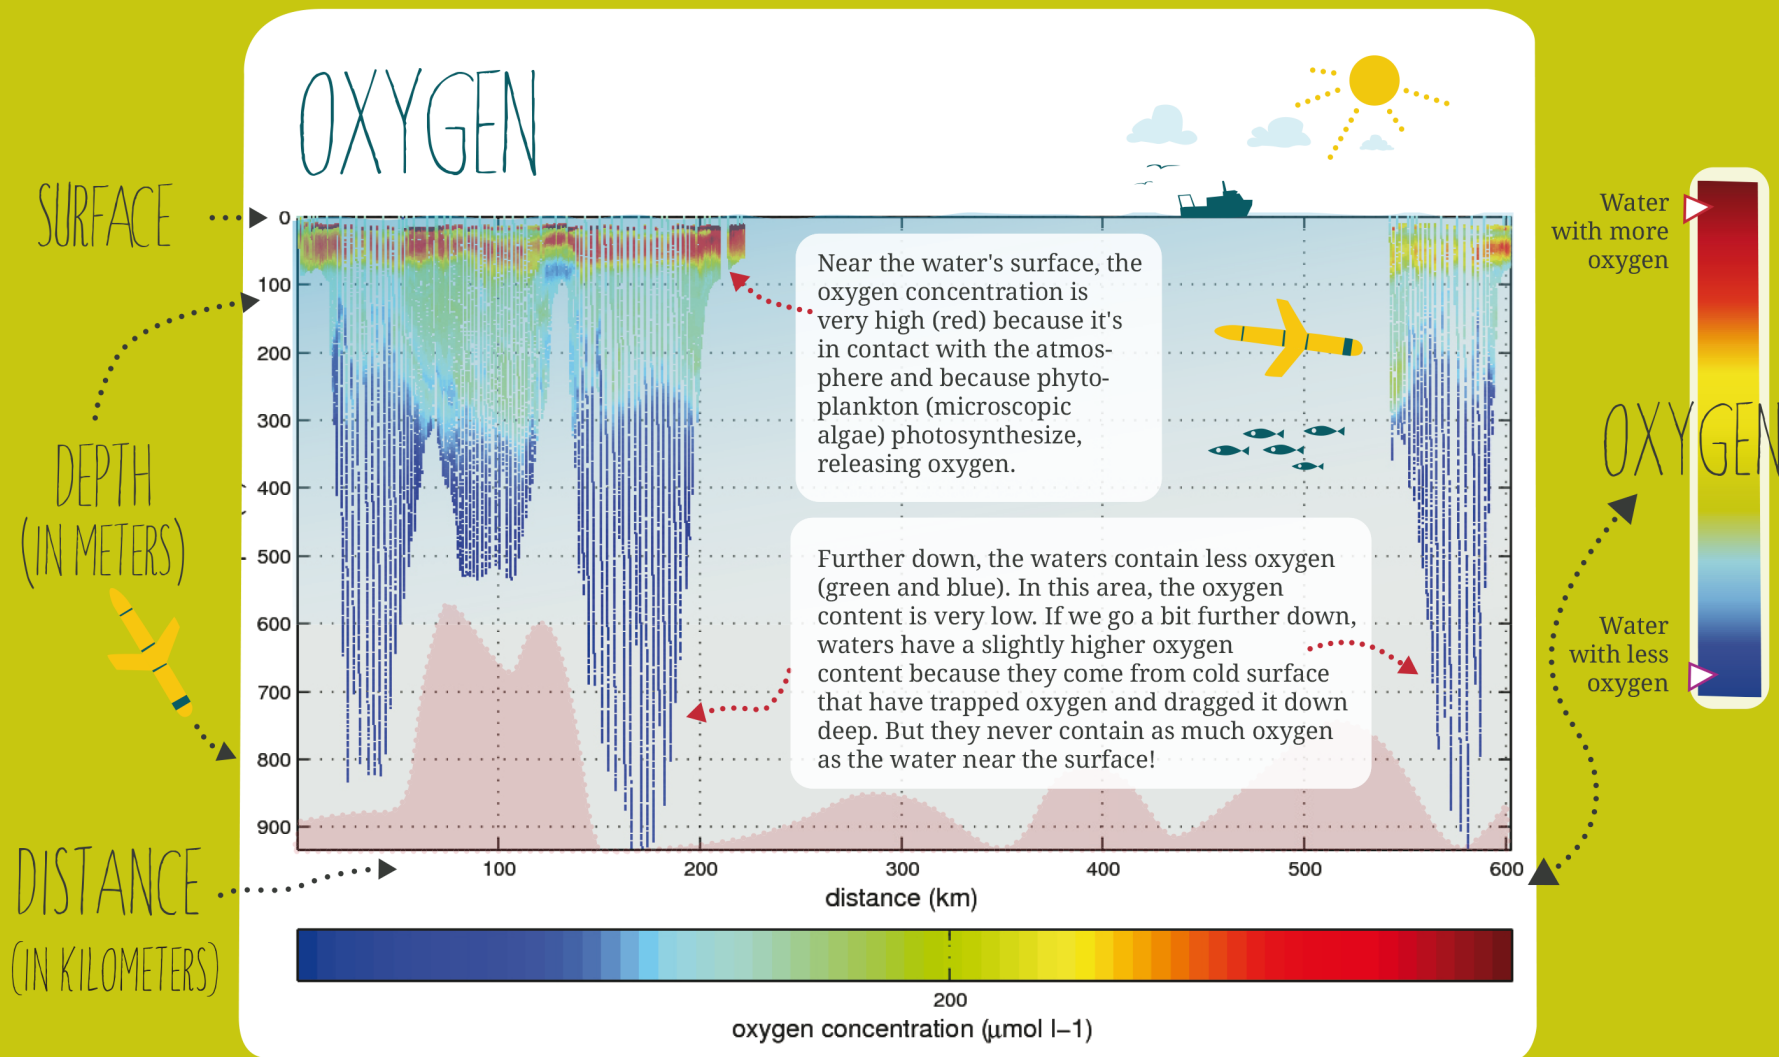 OXYGEN
SURFACE
DEPTH
(IN METERS)
DISTANCE
(IN KILOMETERS)
0
100
200
300
400
500
600
700
800
900
Near the water's surface, the
oxygen concentration is
very high (red) because it's
in contact with the atmos-
phere and because phyto-
plankton (microscopic
algae) photosynthesize,
releasing oxygen.
Further down, the waters contain less oxygen
(green and blue). In this area, the oxygen
content is very low. If we go a bit further down,
waters have a slightly higher oxygen
content because they come from cold surface
that have trapped oxygen and dragged it down
deep. But they never contain as much oxygen
as the water near the surface!
100 200 300 400 500 600
distance (km)
200
oxygen concentration (µmol l−1)
Water
with more
oxygen
OXYGEN
Water
with less
oxygen